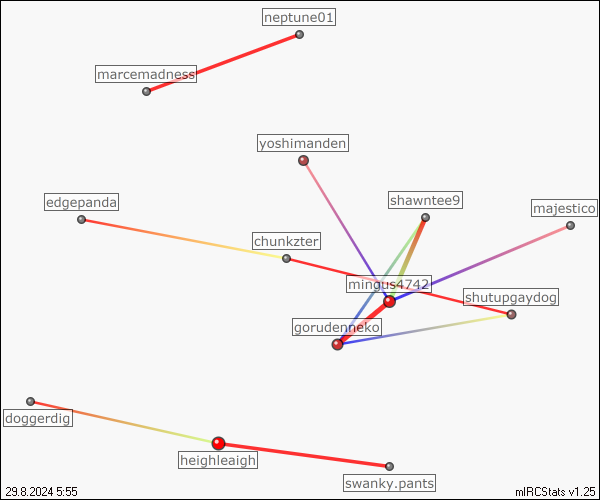 neptune01
marcemadness
yoshimanden
edgepanda
shawntee9
majestico
chunkzter
mingus4742
shutupgaydog
gorudenneko
doggerdig
heighleaigh
swanky.pants
29.8.2024 5:55
mIRCStats v1.25